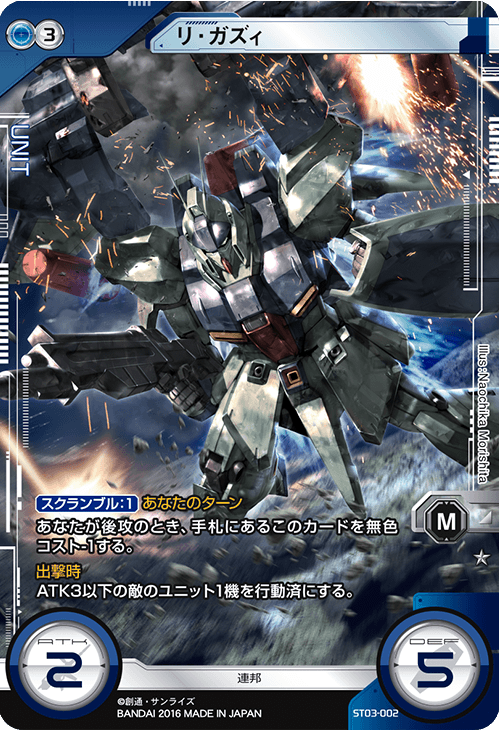 3
リ・ガズィ
UNIT
Illus:Naochika Morishita
スクランブル:1 あなたのターン
あなたが後攻のとき、手札にあるこのカードを無色
コスト-1する。
M
出撃時
ATK3以下の敵のユニット1機を行動済にする。
ATK
2
DEF
5
連邦
©創通・サンライズ
BANDAI 2016 MADE IN JAPAN
ST03-002